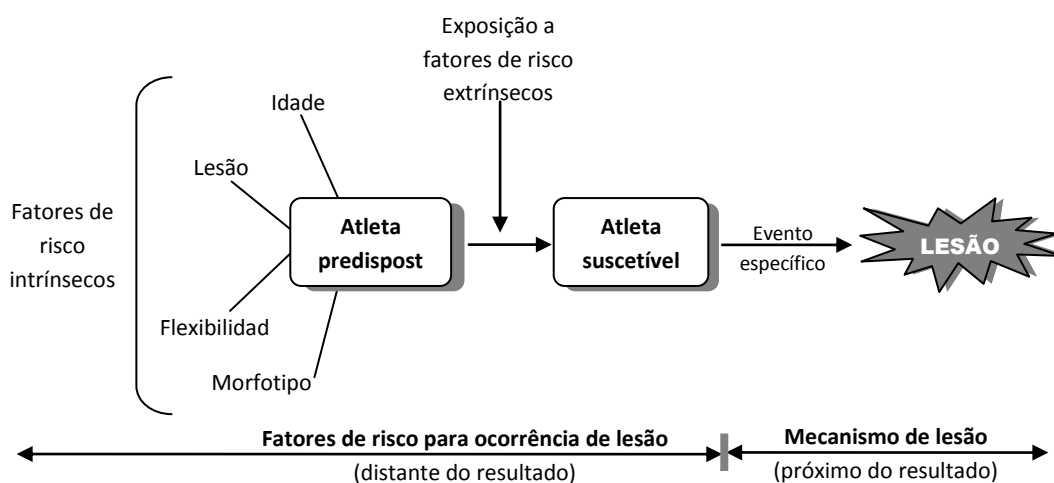 Exposição a
fatores de risco
extrínsecos
Idade
Lesão
Fatores de
risco
intrínsecos
Atleta
predispost
Atleta
suscetível
Evento
específico
LESÃO
Flexibilidad
Morfotipo
Fatores de risco para ocorrência de lesão
(distante do resultado)
Mecanismo de lesão
(próximo do resultado)